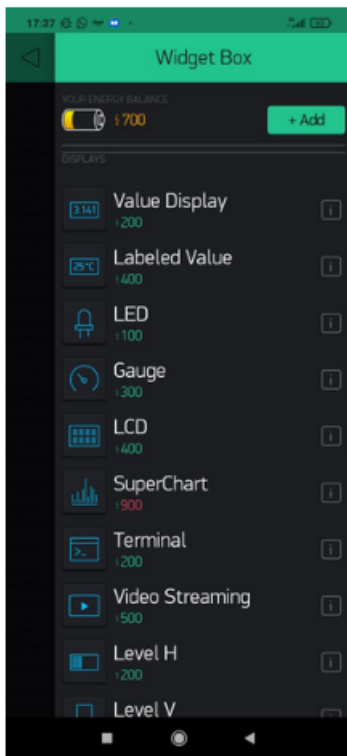 17:37
Widget Box
YOUR ENERGY BALANCE
700
+ Add
DISPLAYS
3.141
Value Display
200
25°C
Labeled Value
400
LED
100
Gauge
300
LCD
400
SuperChart
900
Terminal
200
Video Streaming
500
Level H
200
Level V